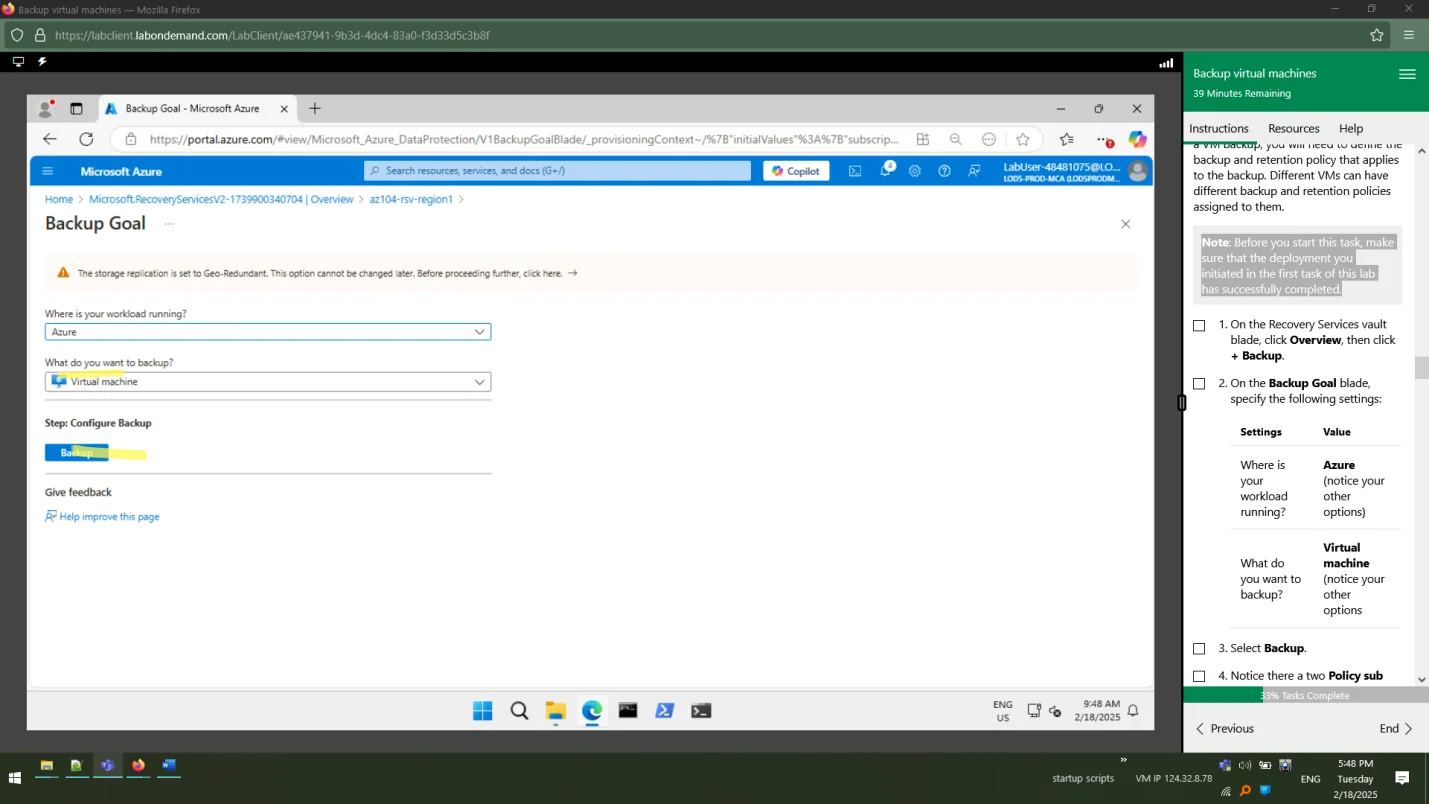 Backup virtual machines — Mozilla Firefox
https://labclient.labondemand.com/LabClient/ae437941-9b3d-4dc4-83a0-f3d33d5c3b8f
Backup Goal - Microsoft Azure
https://portal.azure.com/#view/Microsoft_Azure_DataProtection/V1BackupGoalBlade/_provisioningContext~/%7B"initialValues"%3A%7B"subscrip...
Microsoft Azure
Search resources, services, and docs (G+/)
Copilot
4
LabUser-48481075@LO...
LODS-PROD-MCA (LODSPRODM...
Home > Microsoft.RecoveryServicesV2-1739900340704 | Overview > az104-rsv-region1 >
Backup Goal ...
The storage replication is set to Geo-Redundant. This option cannot be changed later. Before proceeding further, click here. →
Where is your workload running?
Azure
What do you want to backup?
Virtual machine
Step: Configure Backup
Backup
Give feedback
Help improve this page
ENG
US
9:48 AM
2/18/2025
Backup virtual machines
39 Minutes Remaining
Instructions Resources Help
a VM backup, you will need to define the
backup and retention policy that applies
to the backup. Different VMs can have
different backup and retention policies
assigned to them.
Note: Before you start this task, make
sure that the deployment you
initiated in the first task of this lab
has successfully completed.
1. On the Recovery Services vault
blade, click Overview, then click
+ Backup.
2. On the Backup Goal blade,
specify the following settings:
Settings Value
Where is
your
workload
running?
Azure
(notice your
other
options)
What do
you want to
backup?
Virtual
machine
(notice your
other
options
3. Select Backup.
4. Notice there a two Policy sub
33% Tasks Complete
Previous
End
startup scripts
VM IP 124.32.8.78
ENG
5:48 PM
Tuesday
2/18/2025